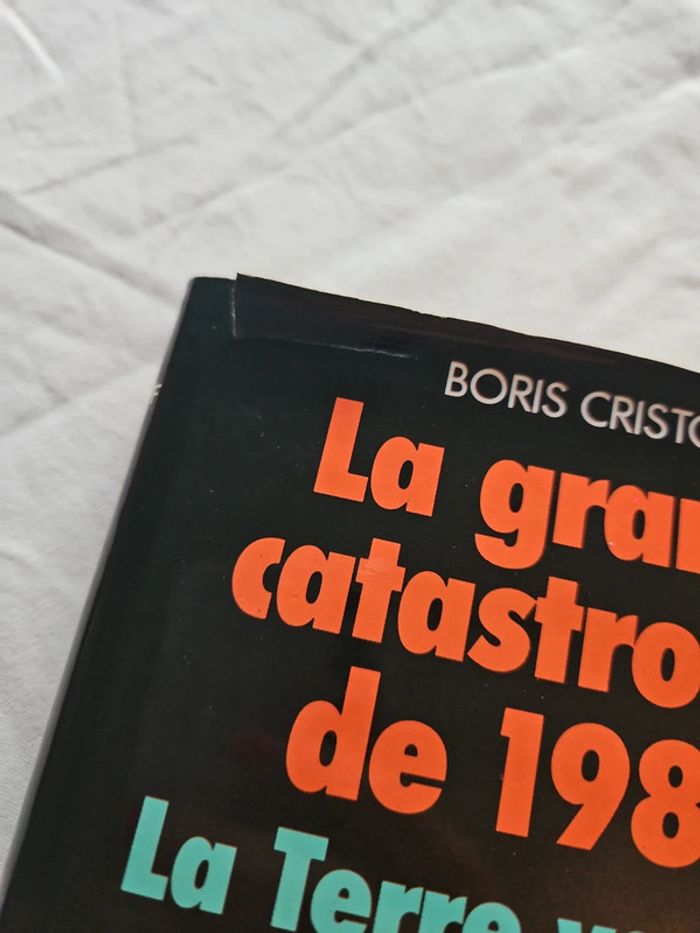 BORIS CRISTO
La gran
catastro
de 198
La Terre